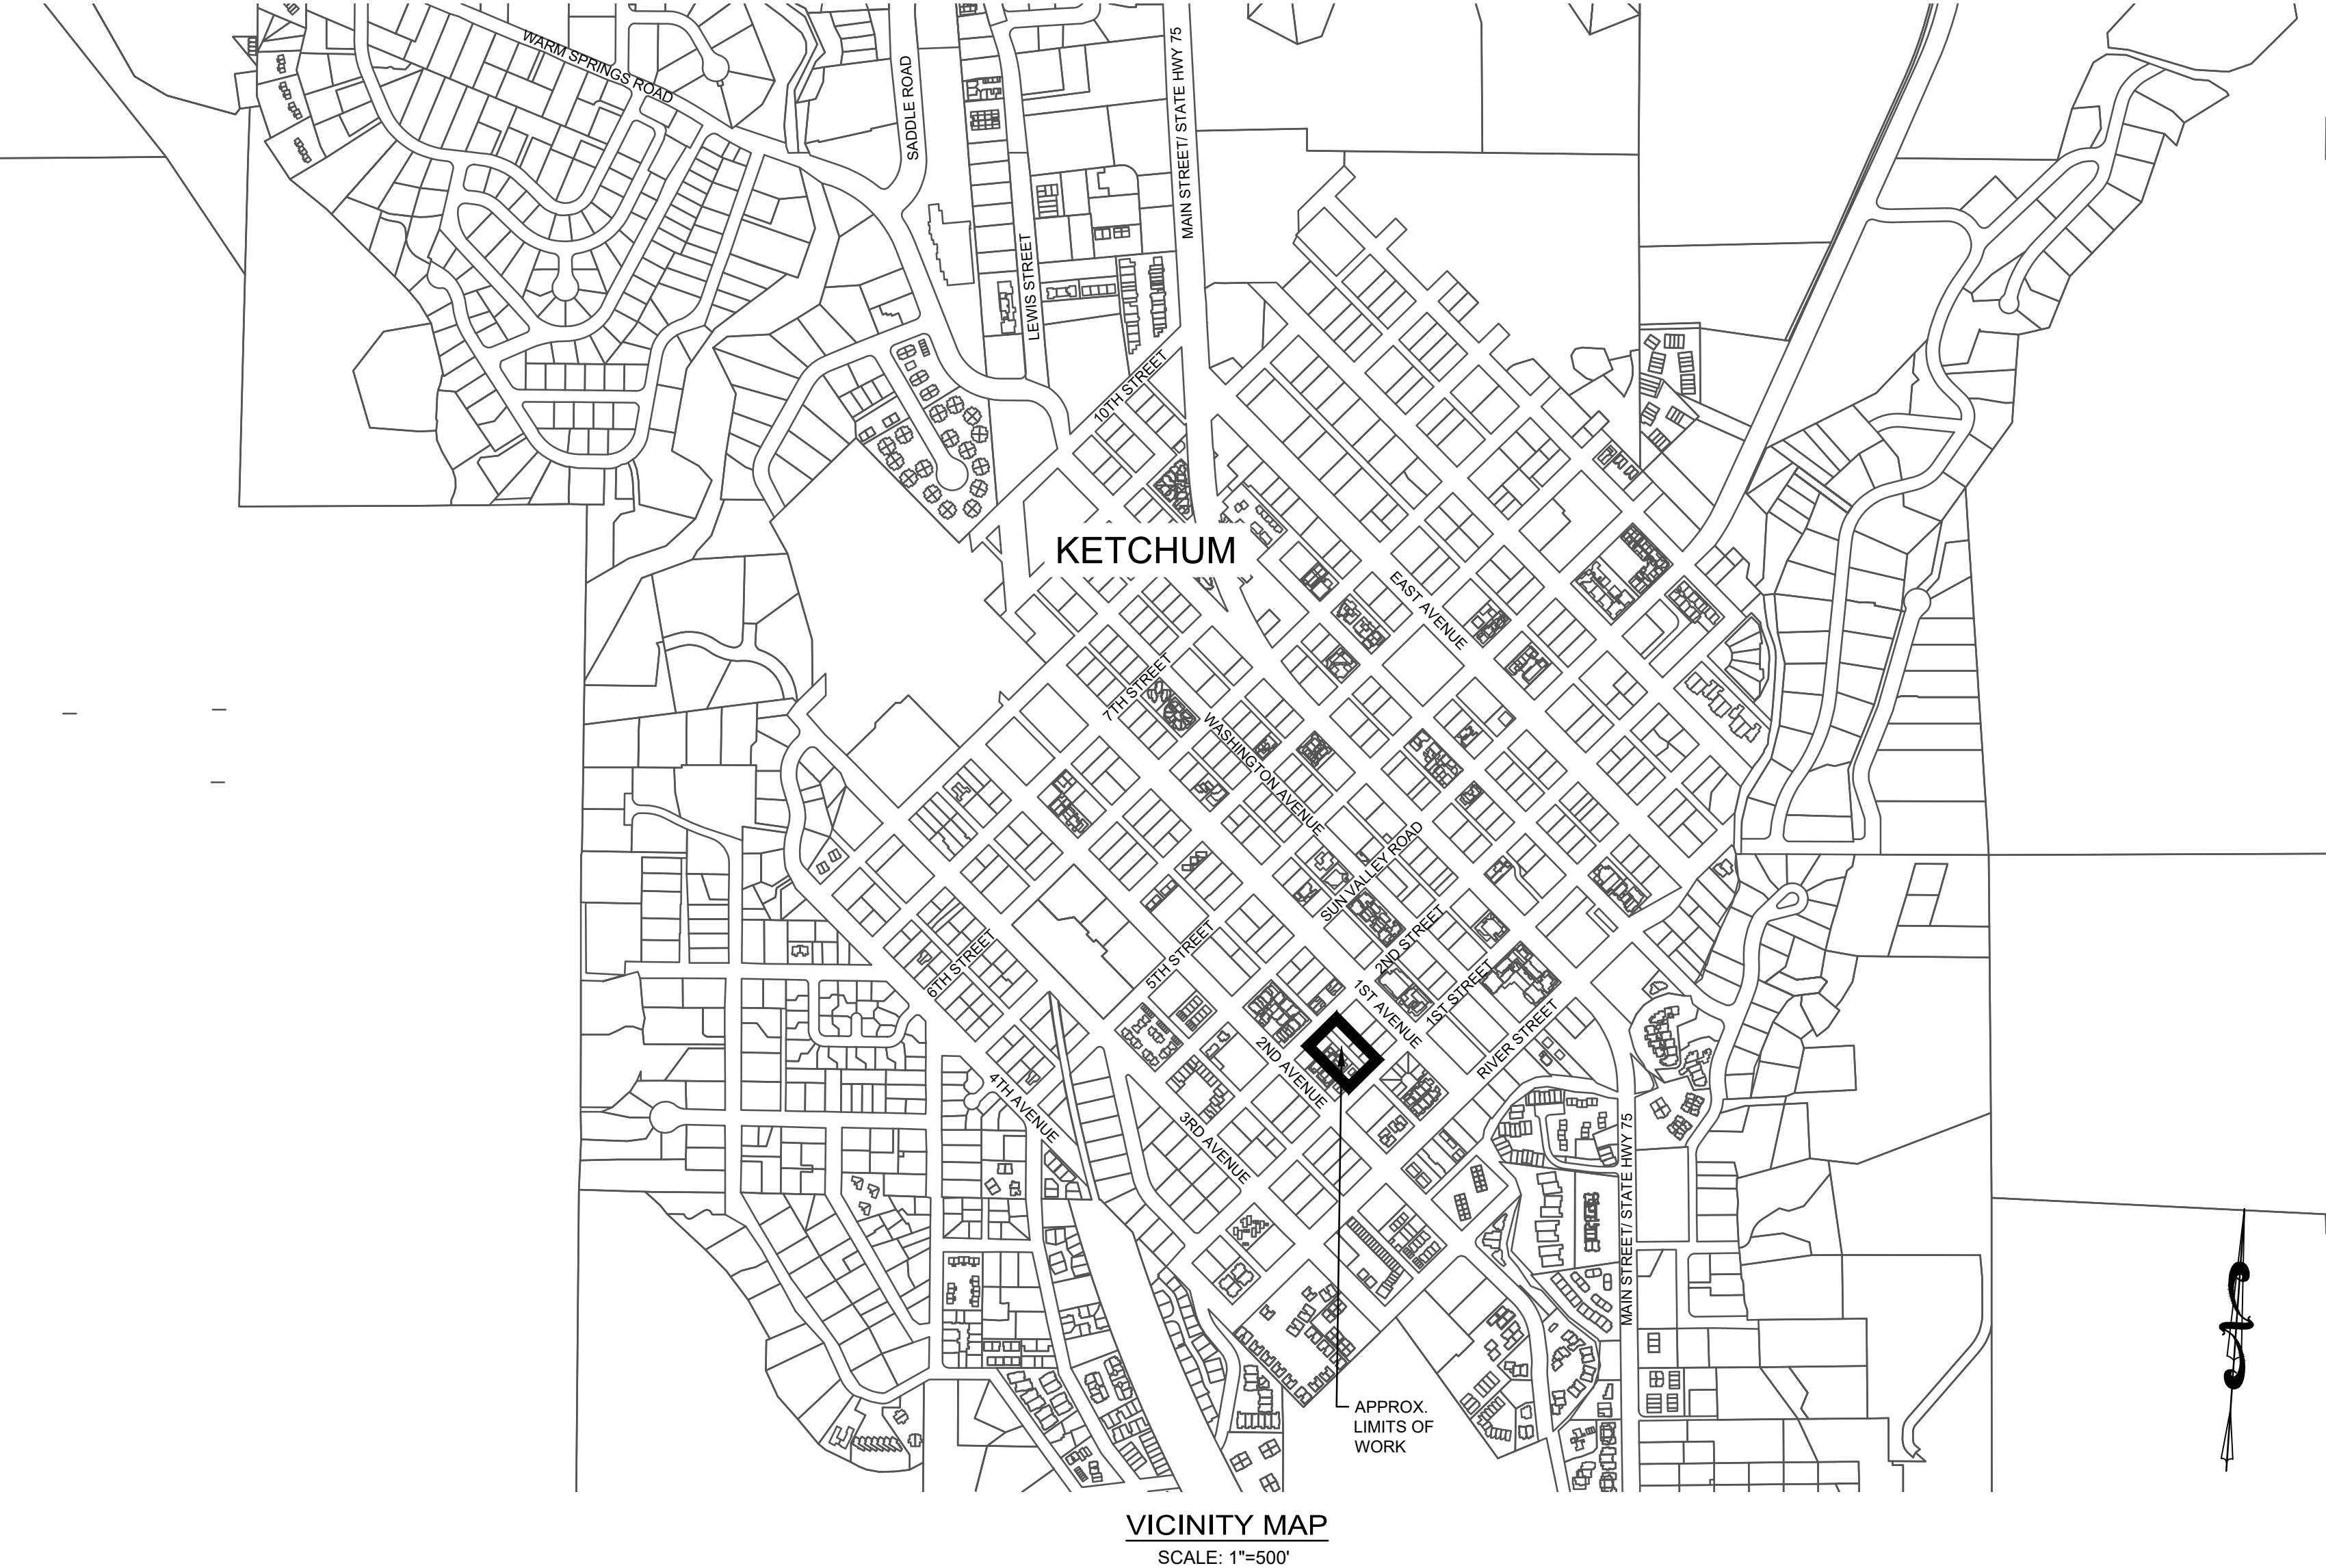 WARM SPRINGS ROAD
SADDLE ROAD
MAIN STREET/ STATE HWY 75
LEWIS STREET
10TH STREET
KETCHUM
EAST AVENUE
7TH STREET
WASHINGTON AVENUE
SUN VALLEY ROAD
2ND STREET
6TH STREET
5TH STREET
1ST AVENUE
1ST STREET
RIVER STREET
2ND AVENUE
4TH AVENUE
3RD AVENUE
MAIN STREET/ STATE HWY 75
APPROX.
LIMITS OF
WORK
VICINITY MAP
SCALE: 1"=500'